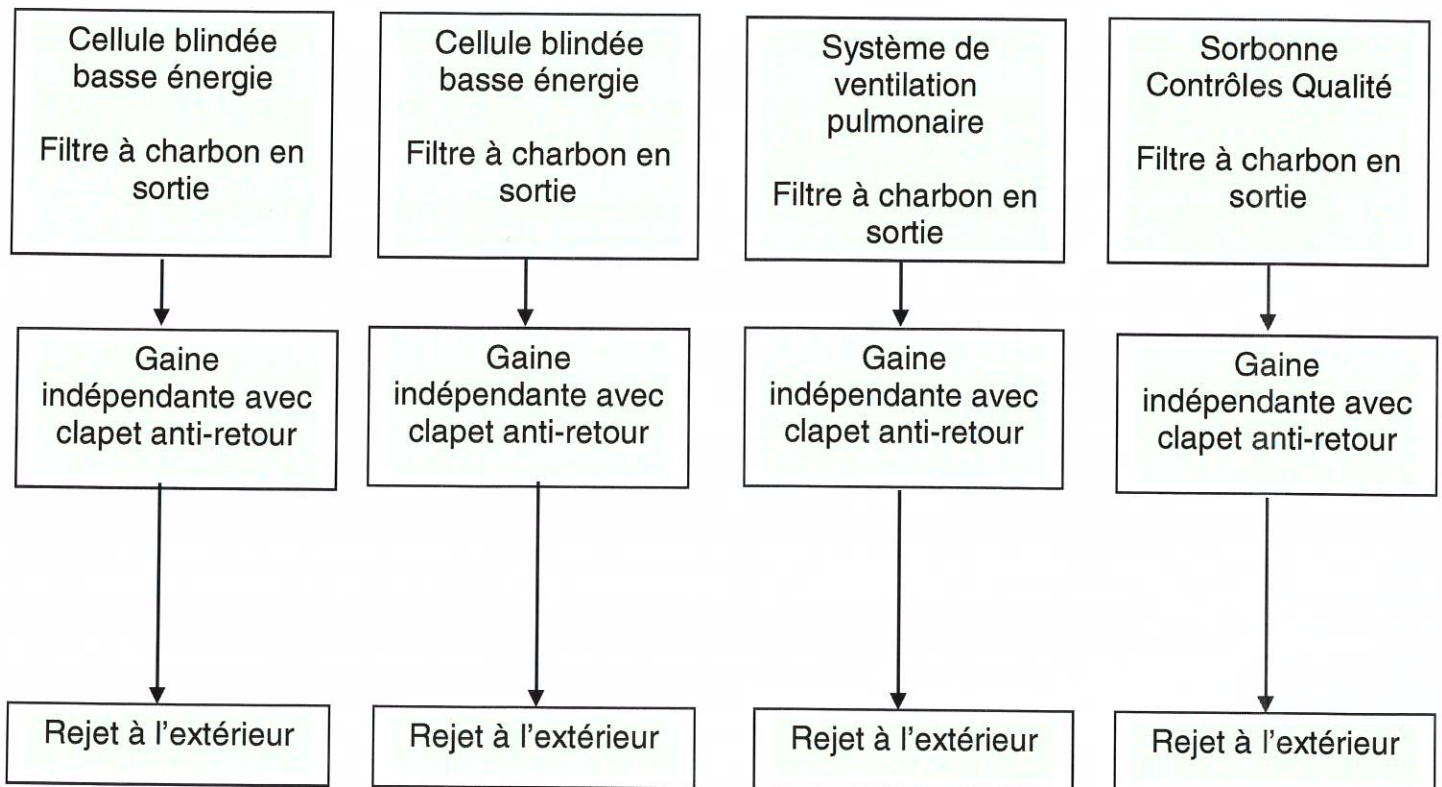 Cellule blindée
basse énergie
Filtre à charbon en
sortie
Cellule blindée
basse énergie
Filtre à charbon en
sortie
Système de
ventilation
pulmonaire
Filtre à charbon en
sortie
Sorbonne
Contrôles Qualité
Filtre à charbon en
sortie
Gaine
indépendante avec
clapet anti-retour
Gaine
indépendante avec
clapet anti-retour
Gaine
indépendante avec
clapet anti-retour
Gaine
indépendante avec
clapet anti-retour
Rejet à l'extérieur
Rejet à l'extérieur
Rejet à l'extérieur
Rejet à l'extérieur